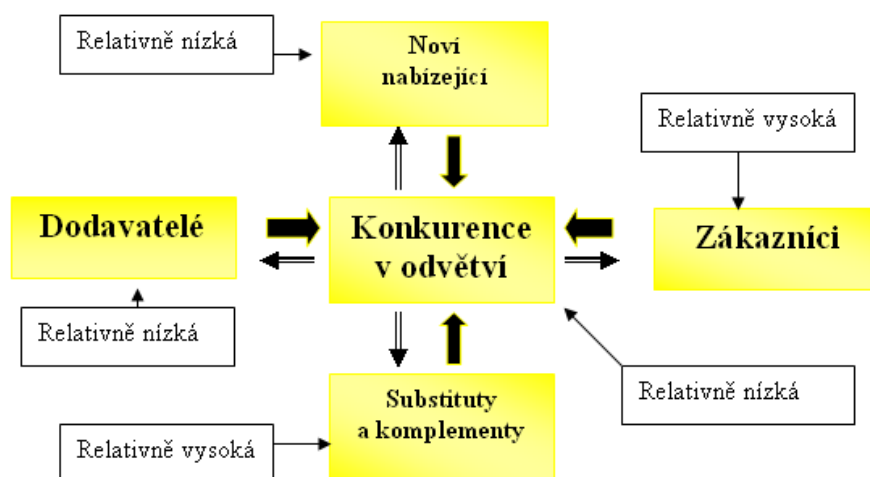 Relativně nízká
Noví
nabízející
Relativně vysoká
Dodavatelé
Konkurence
v odvětví
Zákazníci
Relativně nízká
Relativně nízká
Substituty
a komplementy
Relativně vysoká